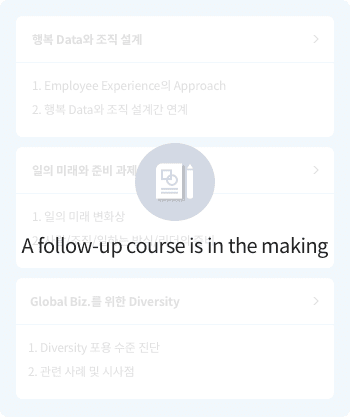 행복 Data와 조직 설계
1. Employee Experience의 Approach
2. 행복 Data와 조직 설계간 연계
일의 미래와 준비 과제
1. 일의 미래 변화상
A follow-up course is in the making
Global Biz.를 위한 Diversity
1. Diversity 포용 수준 진단
2. 관련 사례 및 시사점